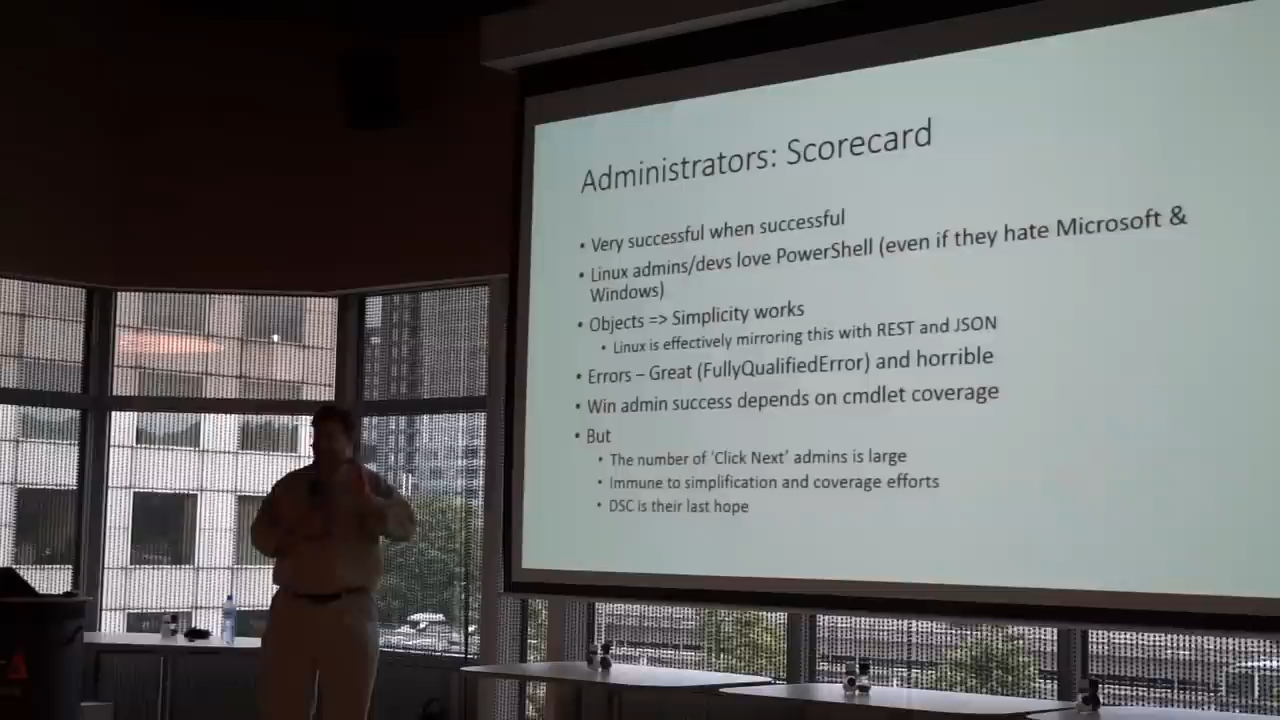 Administrators: Scorecard
• Very successful when successful
• Linux admins/devs love PowerShell (even if they hate Microsoft &
Windows)
• Objects => Simplicity works
• Linux is effectively mirroring this with REST and JSON
• Errors – Great (FullyQualifiedError) and horrible
• Win admin success depends on cmdlet coverage
• But
• The number of ‘Click Next’ admins is large
• Immune to simplification and coverage efforts
• DSC is their last hope